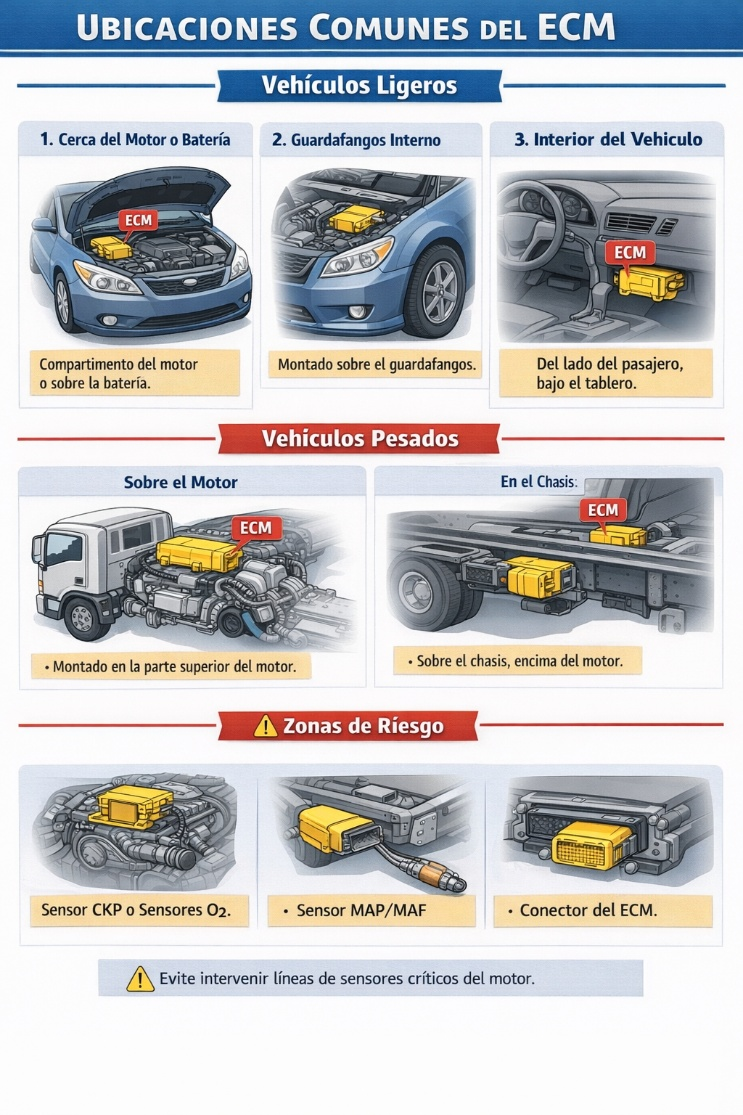 UBICACIONES COMUNES DEL ECM
Vehículos Ligeros
1. Cerca del Motor o Batería
2. Guardafangos Interno
3. Interior del Vehiculo
ECM
ECM
Compartimento del motor
o sobre la batería.
Montado sobre el guardafangos.
Del lado del pasajero,
bajo el tablero.
Vehículos Pesados
Sobre el Motor
En el Chasis:
ECM
ECM
• Montado en la parte superior del motor.
• Sobre el chasis, encima del motor.
Zonas de Riesgo
Sensor CKP o Sensores O2.
• Sensor MAP/MAF
• Conector del ECM.
Evite intervenir líneas de sensores críticos del motor.